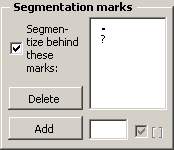 Segmentation marks
Segmen-
tize behind
these
marks:
.
?
Delete
Add
[ ]